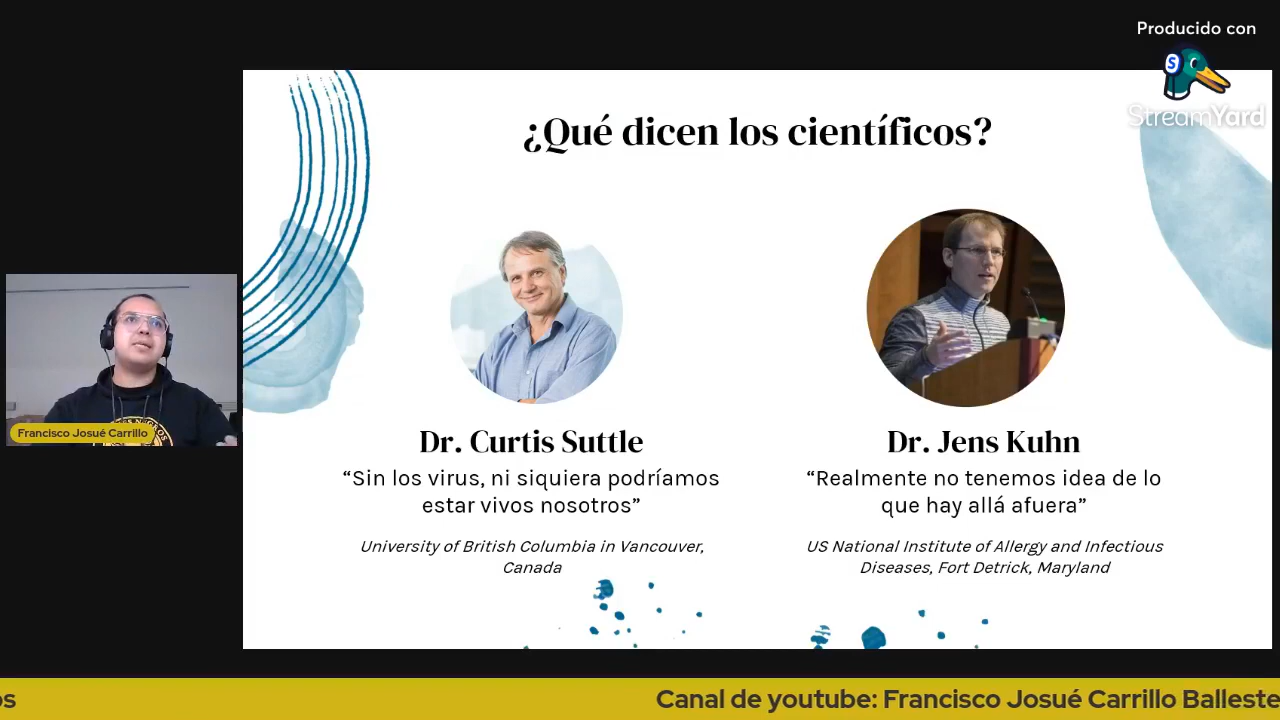 Producido con
StreamYard
¿Qué dicen los científicos?
Dr. Curtis Suttle
“Sin los virus, ni siquiera podríamos
estar vivos nosotros”
University of British Columbia in Vancouver,
Canada
Dr. Jens Kuhn
“Realmente no tenemos idea de lo
que hay allá afuera”
US National Institute of Allergy and Infectious
Diseases, Fort Detrick, Maryland
Francisco Josué Carrillo
os
Canal de youtube: Francisco Josué Carrillo Balleste